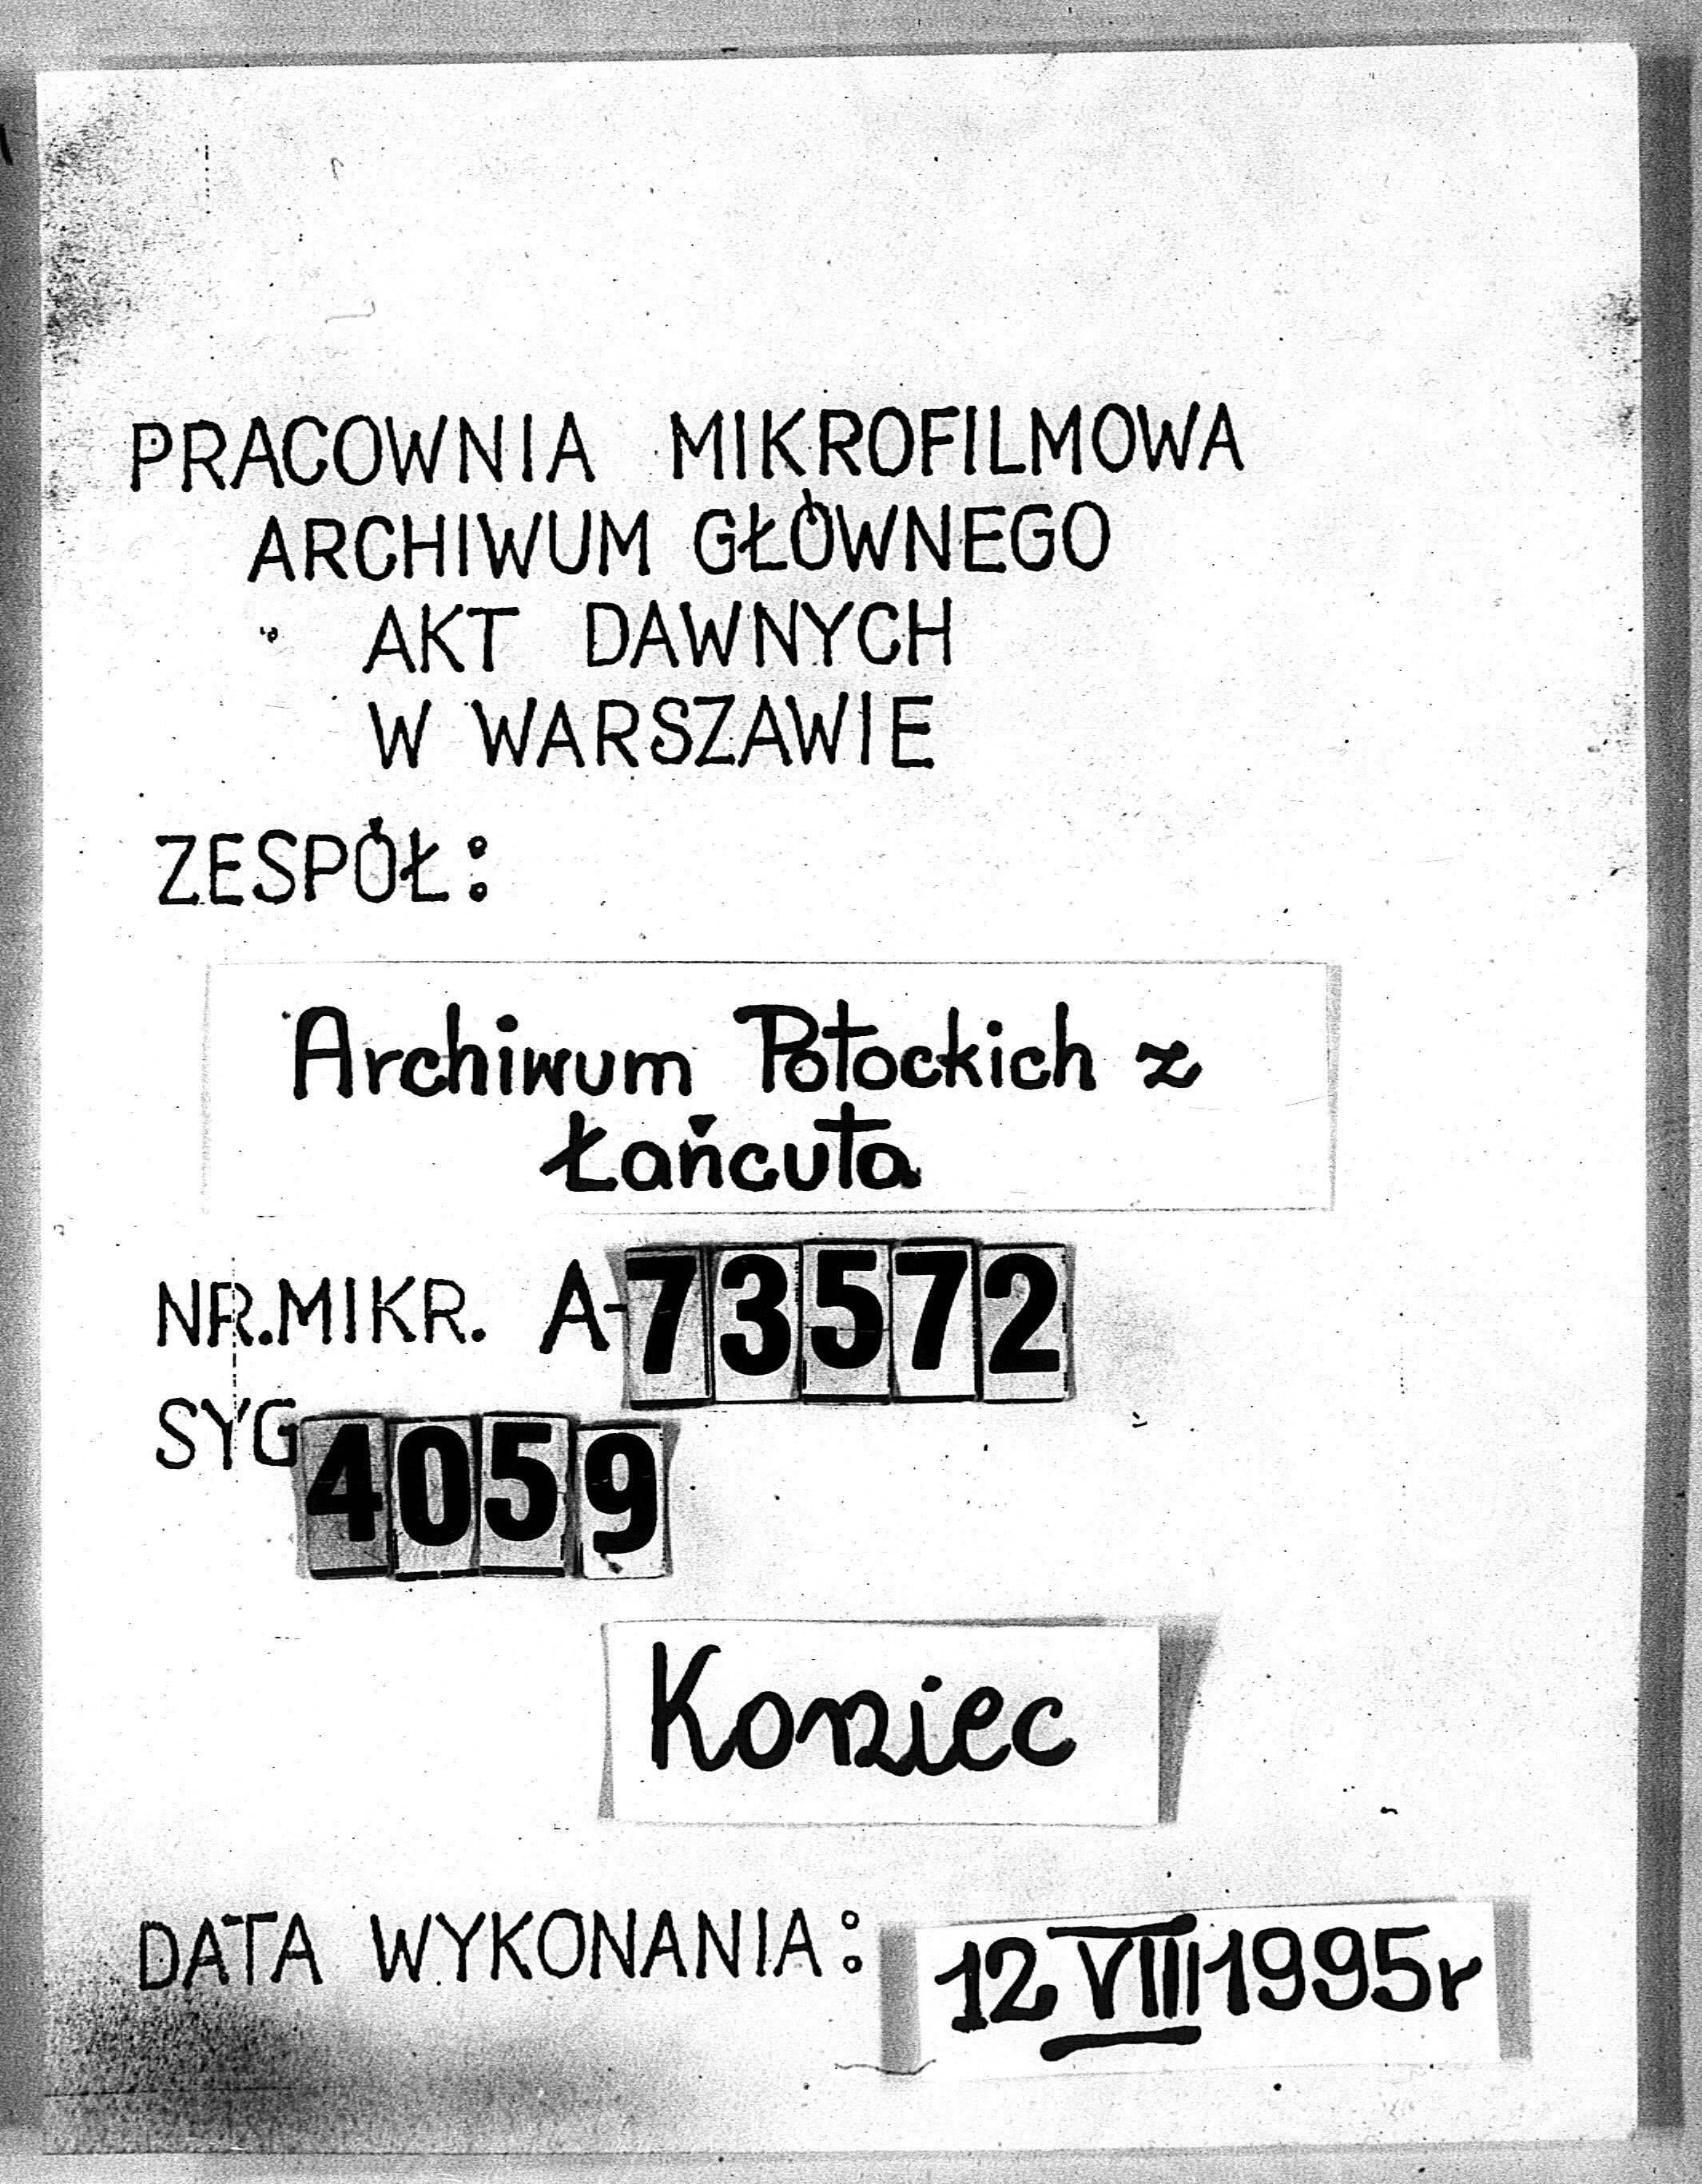 PRACOWNIA MIKROFILMOWA
ARCHIWUM GŁÓWNEGO
AKT DAWNYCH
W WARSZAWIE
ZESPÓŁ:
Archiwum Potockich z
Łańcuta
NR.MIKR. A-73572
SYG 4059
Koniec
DATA WYKONANIA: 12 VIII 1995r